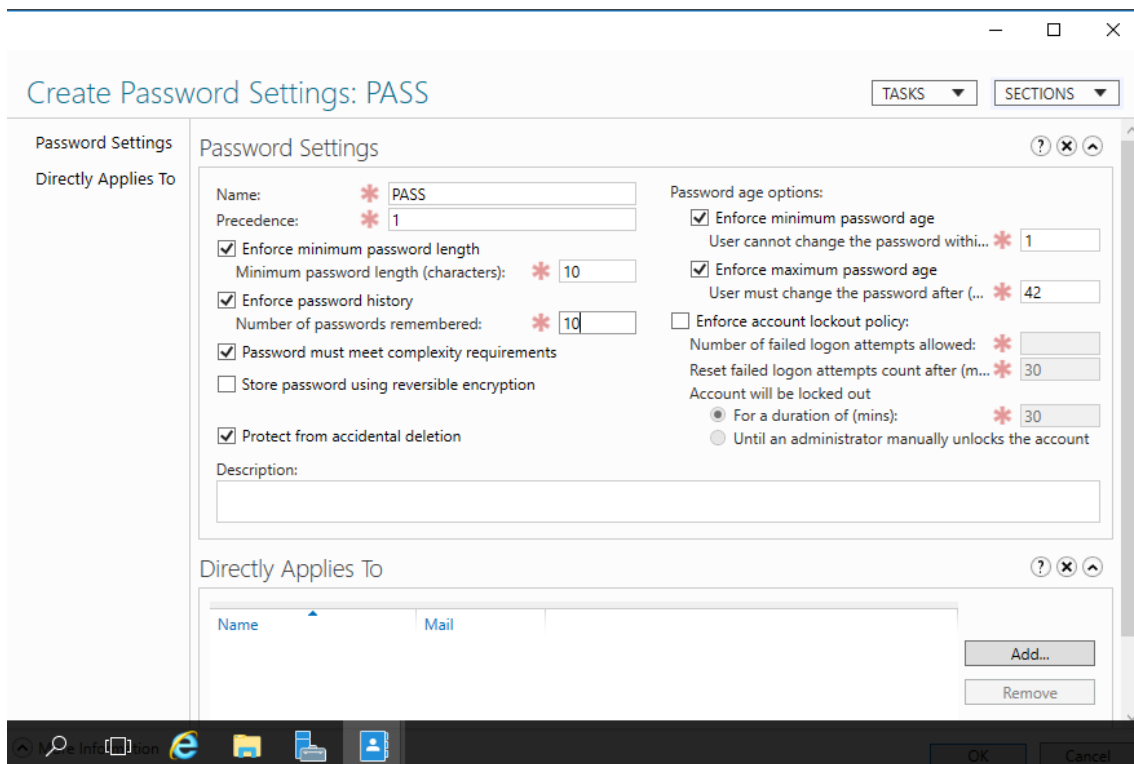 Create Password Settings: PASS
TASKS
SECTIONS
Password Settings
Directly Applies To
Password Settings
Name: PASS
Precedence: 1
Enforce minimum password length
Minimum password length (characters): 10
Enforce password history
Number of passwords remembered: 10
Password must meet complexity requirements
Store password using reversible encryption
Protect from accidental deletion
Password age options:
Enforce minimum password age
User cannot change the password withi... 1
Enforce maximum password age
User must change the password after (... 42
Enforce account lockout policy:
Number of failed logon attempts allowed:
Reset failed logon attempts count after (m... 30
Account will be locked out
For a duration of (mins): 30
Until an administrator manually unlocks the account
Description:
Directly Applies To
Name Mail
Add...
Remove
Information
OK Cancel